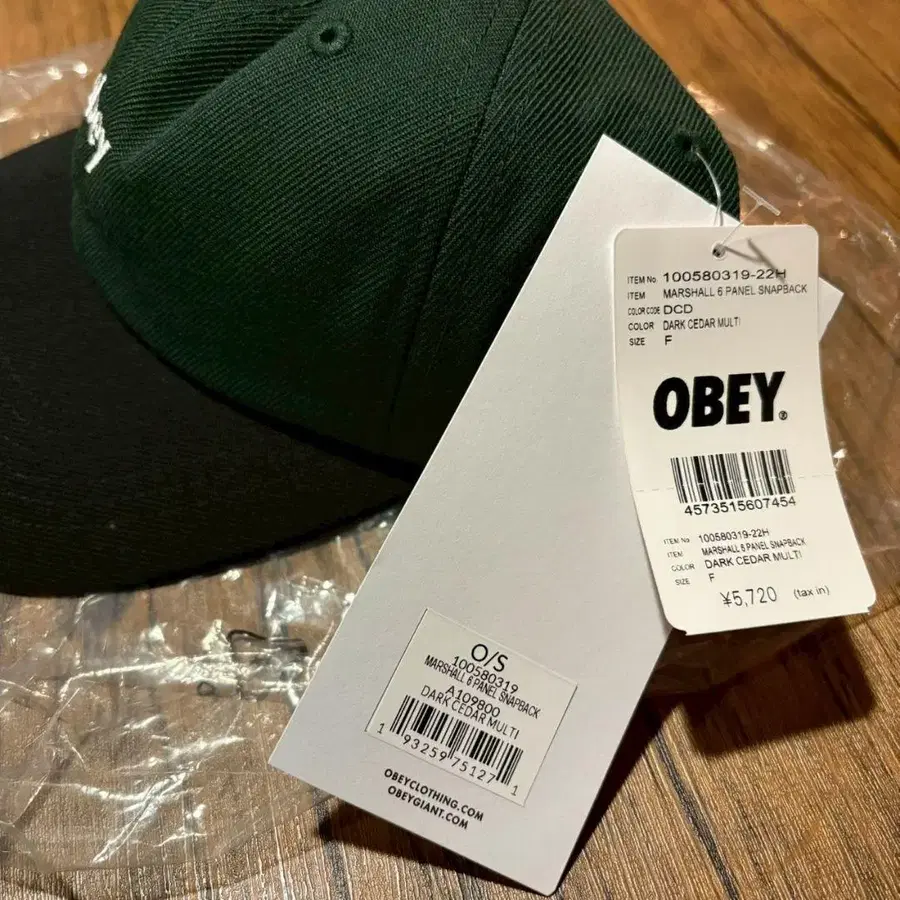 ITEM No. 100580319-22H
ITEM MARSHALL 6 PANEL SNAPBACK
COLOR CODE DCD
COLOR DARK CEDAR MULTI
SIZE F
OBEY®
4573515607454
ITEM No 100580319-22H
ITEM MARSHALL 6 PANEL SNAPBACK
COLOR DARK CEDAR MULTI
SIZE F
¥5,720 (tax in)
O/S
100580319
MARSHALL 6 PANEL SNAPBACK
A109800
DARK CEDAR MULTI
1 93259 75127 1
OBEYCLOTHING.COM
OBEYGIANT.COM